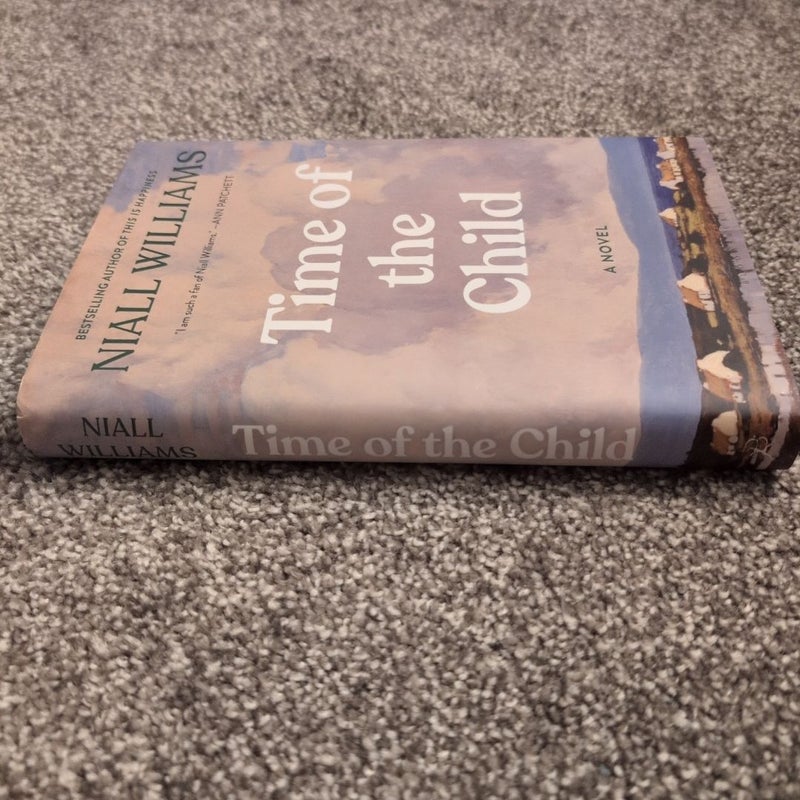 BESTSELLING AUTHOR OF THIS IS HAPPINESS
NIALL WILLIAMS
"I am such a fan of Niall Williams." —ANN PATCHETT
Time of
the
Child
A NOVEL
NIALL
WILLIAMS
Time of the Child